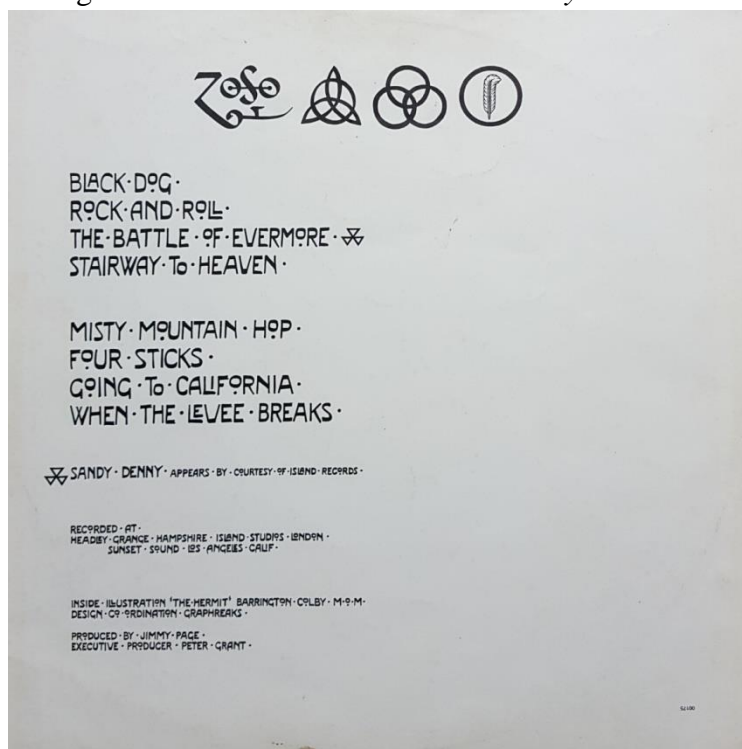 Zoso
BLACK·DOG·
ROCK·AND·ROLL·
THE·BATTLE·OF·EVERMORE·
STAIRWAY·TO·HEAVEN·
MISTY·MOUNTAIN·HOP·
FOUR·STICKS·
GOING·TO·CALIFORNIA·
WHEN·THE·LEVEE·BREAKS·
SANDY·DENNY·APPEARS·BY·COURTESY·OF·ISLAND·RECORDS·
RECORDED·AT·
HEADLEY·GRANGE·HAMPSHIRE·ISLAND·STUDIOS·LONDON·
SUNSET·SOUND·LOS·ANGELES·CALIF·
INSIDE·ILLUSTRATION 'THE·HERMIT' BARRINGTON·COLBY·M·O·M·
DESIGN·CO·ORDINATION·GRAPHREAKS·
PRODUCED·BY·JIMMY·PAGE·
EXECUTIVE·PRODUCER·PETER·GRANT·